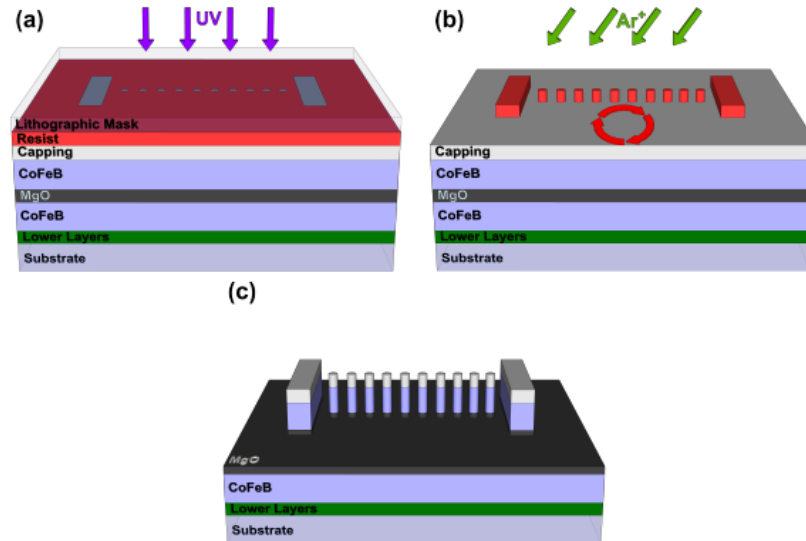 (a)
UV
Lithographic Mask
Resist
Capping
CoFeB
MgO
CoFeB
Lower Layers
Substrate
(b)
Ar+
Capping
CoFeB
MgO
CoFeB
Lower Layers
Substrate
(c)
MgO
CoFeB
Lower Layers
Substrate